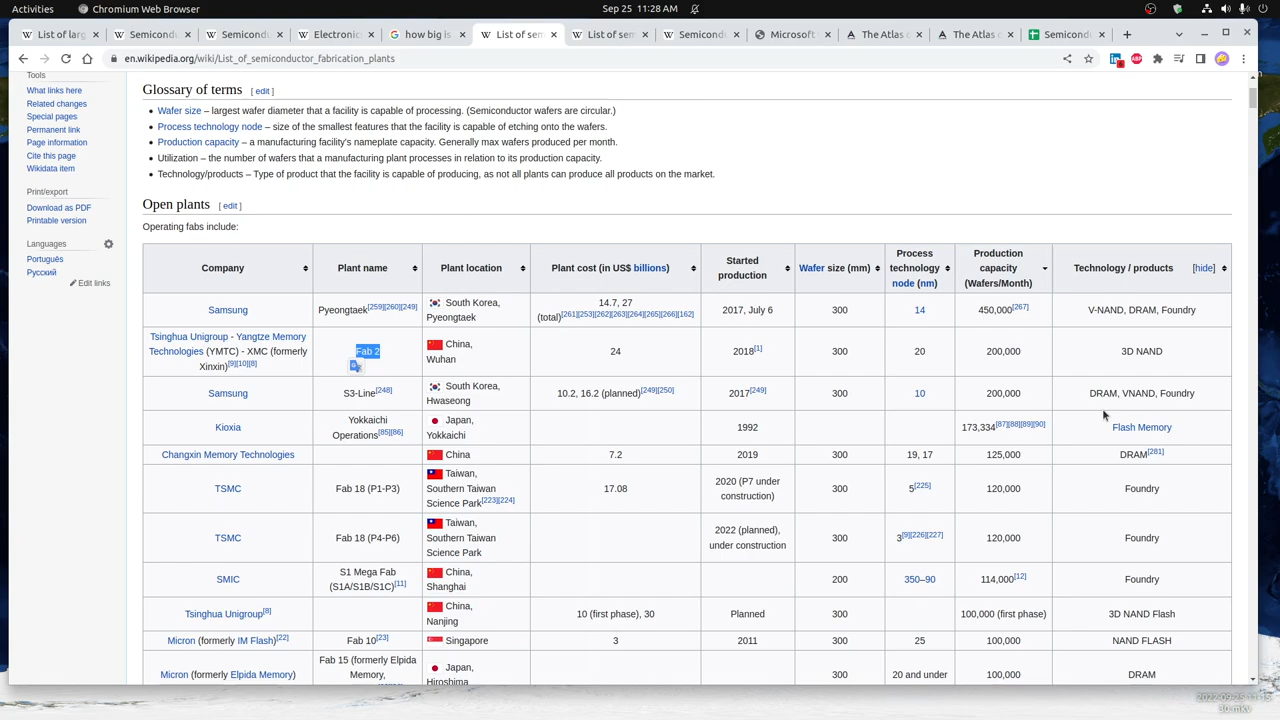 Activities
Chromium Web Browser
Sep 25 11:28 AM
List of larg
Semicondu
Semicondu
Electronics
how big is
List of sem
List of sem
Semicondu
Microsoft
The Atlas o
The Atlas o
Semicondu
en.wikipedia.org/wiki/List_of_semiconductor_fabrication_plants
Tools
What links here
Related changes
Special pages
Permanent link
Page information
Cite this page
Wikidata item
Print/export
Download as PDF
Printable version
Languages
Português
Русский
Edit links
Glossary of terms [ edit ]
• Wafer size – largest wafer diameter that a facility is capable of processing. (Semiconductor wafers are circular.)
• Process technology node – size of the smallest features that the facility is capable of etching onto the wafers.
• Production capacity – a manufacturing facility's nameplate capacity. Generally max wafers produced per month.
• Utilization – the number of wafers that a manufacturing plant processes in relation to its production capacity.
• Technology/products – Type of product that the facility is capable of producing, as not all plants can produce all products on the market.
Open plants [ edit ]
Operating fabs include:
Company
Plant name
Plant location
Plant cost (in US$ billions)
Started
production
Wafer size (mm)
Process
technology
node (nm)
Production
capacity
(Wafers/Month)
Technology / products
[hide]
Samsung
Pyeongtaek[259][260][249]
South Korea,
Pyeongtaek
14.7, 27
(total)[261][253][262][263][264][265][266][162]
2017, July 6
300
14
450,000[267]
V-NAND, DRAM, Foundry
Tsinghua Unigroup - Yangtze Memory
Technologies (YMTC) - XMC (formerly
Xinxin)[9][10][8]
Fab 2
China,
Wuhan
24
2018[1]
300
20
200,000
3D NAND
Samsung
S3-Line[248]
South Korea,
Hwaseong
10.2, 16.2 (planned)[249][250]
2017[249]
300
10
200,000
DRAM, VNAND, Foundry
Kioxia
Yokkaichi
Operations[85][86]
Japan,
Yokkaichi
1992
173,334[87][88][89][90]
Flash Memory
Changxin Memory Technologies
China
7.2
2019
300
19, 17
125,000
DRAM[281]
TSMC
Fab 18 (P1-P3)
Taiwan,
Southern Taiwan
Science Park[223][224]
17.08
2020 (P7 under
construction)
300
5[225]
120,000
Foundry
TSMC
Fab 18 (P4-P6)
Taiwan,
Southern Taiwan
Science Park
2022 (planned),
under construction
300
3[9][226][227]
120,000
Foundry
SMIC
S1 Mega Fab
(S1A/S1B/S1C)[11]
China,
Shanghai
200
350–90
114,000[12]
Foundry
Tsinghua Unigroup[8]
China,
Nanjing
10 (first phase), 30
Planned
300
100,000 (first phase)
3D NAND Flash
Micron (formerly IM Flash)[22]
Fab 10[23]
Singapore
3
2011
300
25
100,000
NAND FLASH
Micron (formerly Elpida Memory)
Fab 15 (formerly Elpida
Memory,
Japan,
Hiroshima
300
20 and under
100,000
DRAM
2022-09-25 11-15
30.mkv